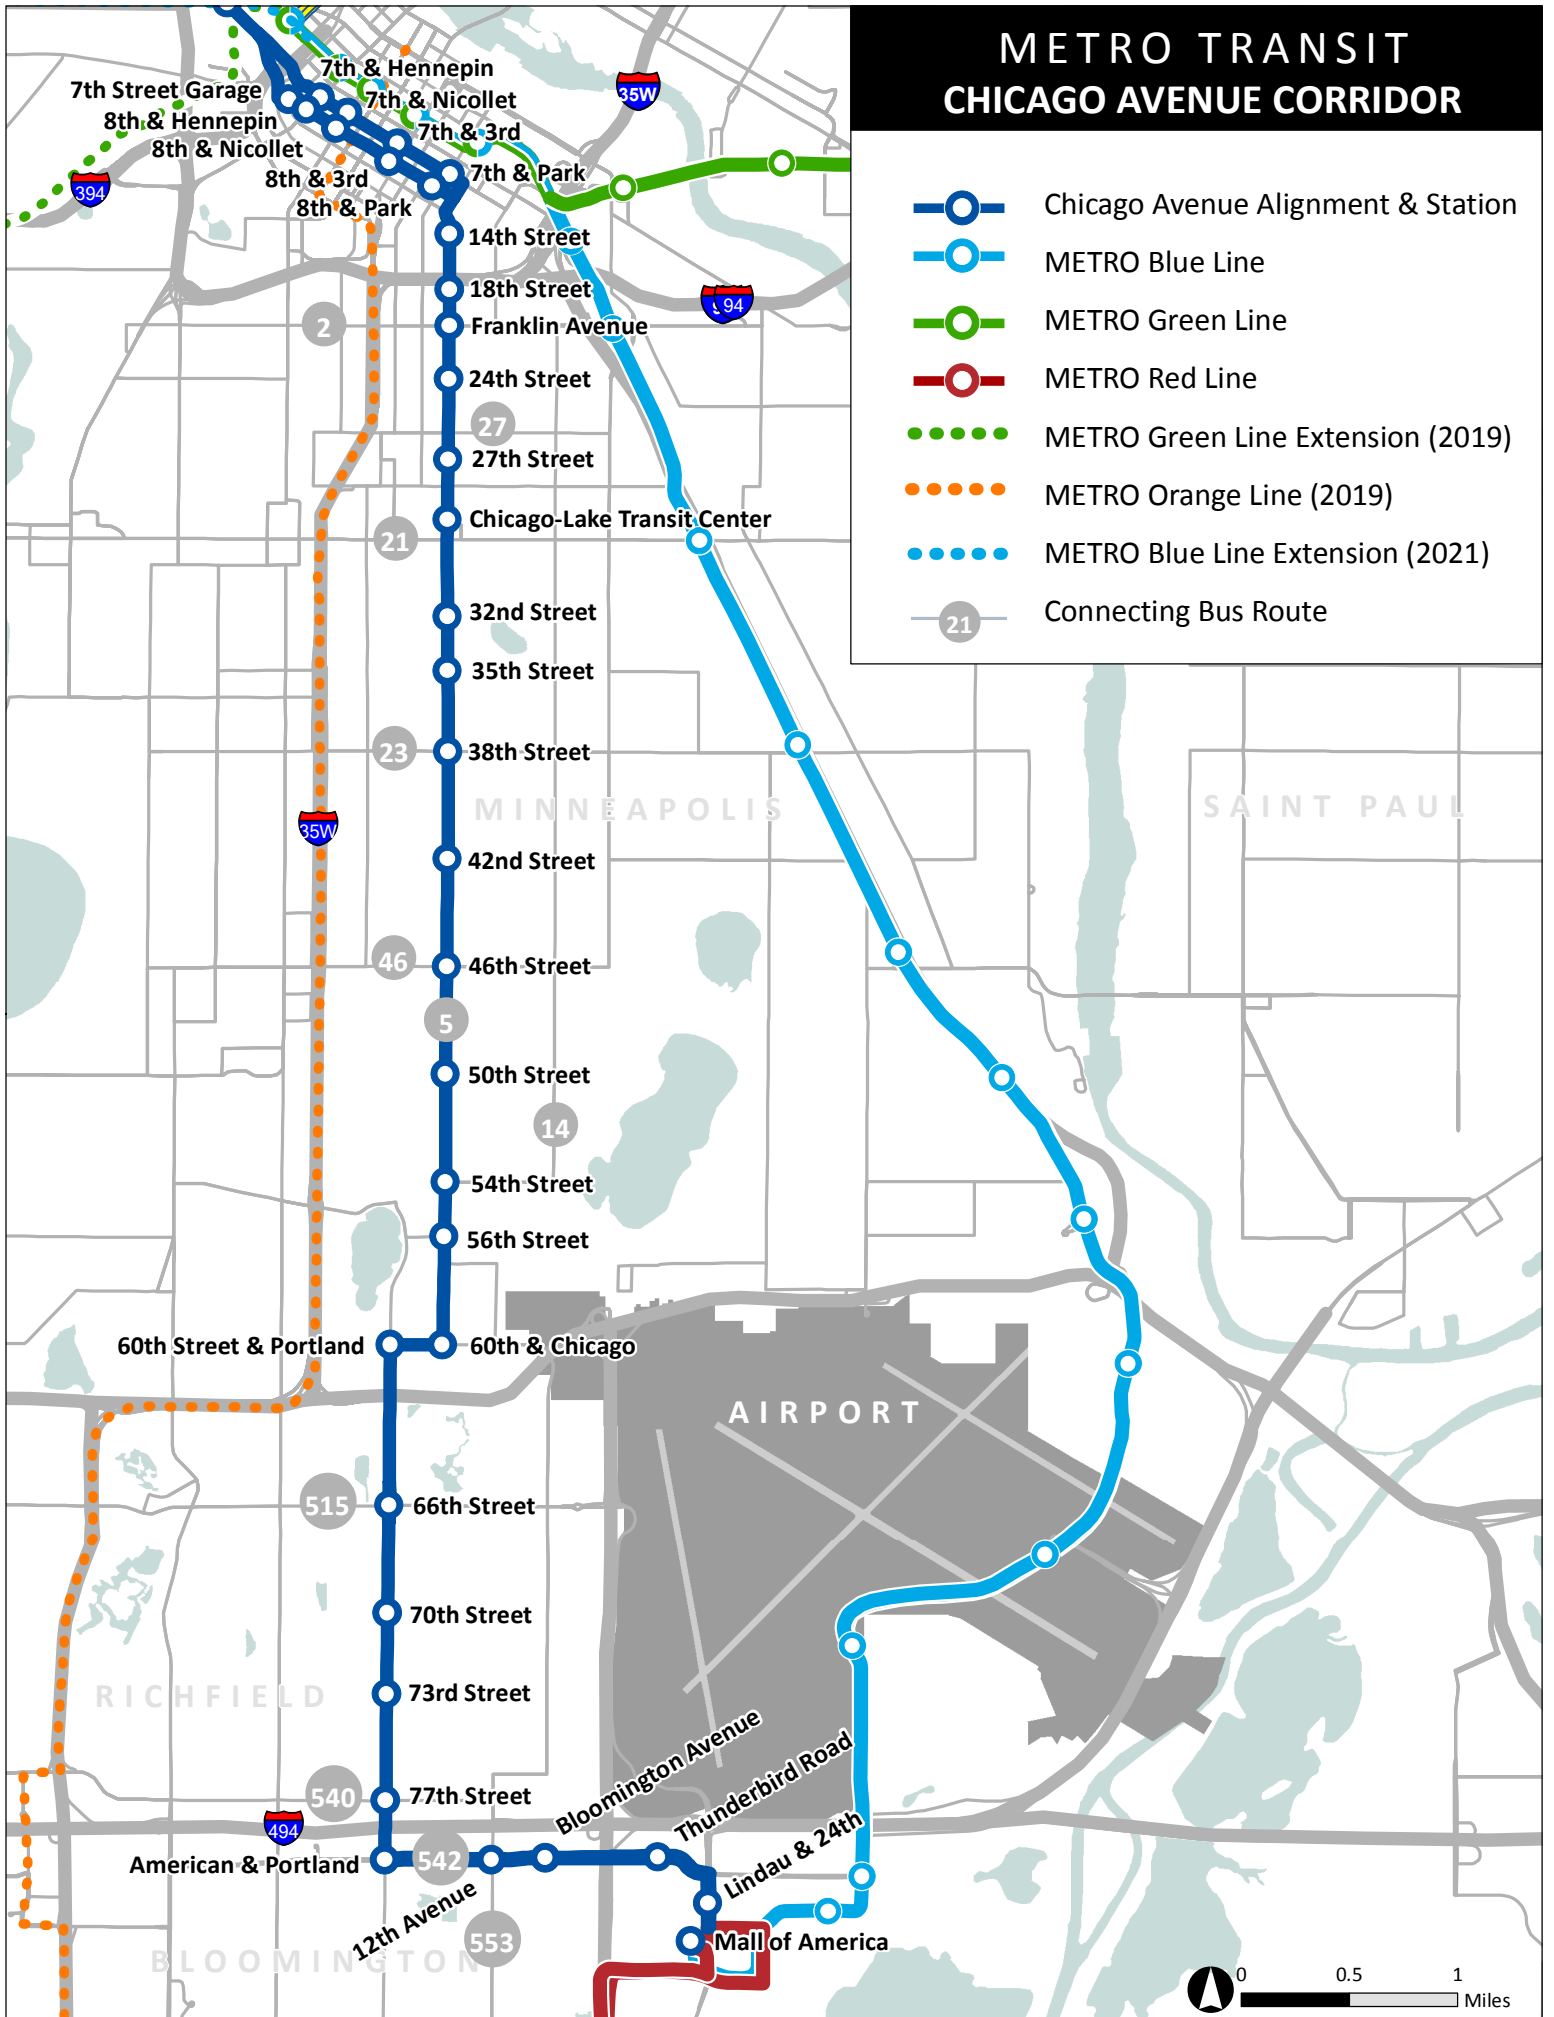 METRO TRANSIT
CHICAGO AVENUE CORRIDOR
Chicago Avenue Alignment & Station
METRO Blue Line
METRO Green Line
METRO Red Line
METRO Green Line Extension (2019)
METRO Orange Line (2019)
METRO Blue Line Extension (2021)
21 Connecting Bus Route
7th & Hennepin
7th Street Garage
7th & Nicollet
8th & Hennepin
7th & 3rd
8th & Nicollet
7th & Park
8th & 3rd
8th & Park
35W
394
14th Street
18th Street
94
2
Franklin Avenue
24th Street
27
27th Street
Chicago-Lake Transit Center
21
32nd Street
35th Street
23
38th Street
MINNEAPOLIS
SAINT PAUL
35W
42nd Street
46
46th Street
5
50th Street
14
54th Street
56th Street
60th Street & Portland
60th & Chicago
AIRPORT
515
66th Street
70th Street
RICHFIELD
73rd Street
540
77th Street
494
Bloomington Avenue
Thunderbird Road
Lindau & 24th
American & Portland
542
12th Avenue
553
Mall of America
BLOOMINGTON
0 0.5 1
Miles